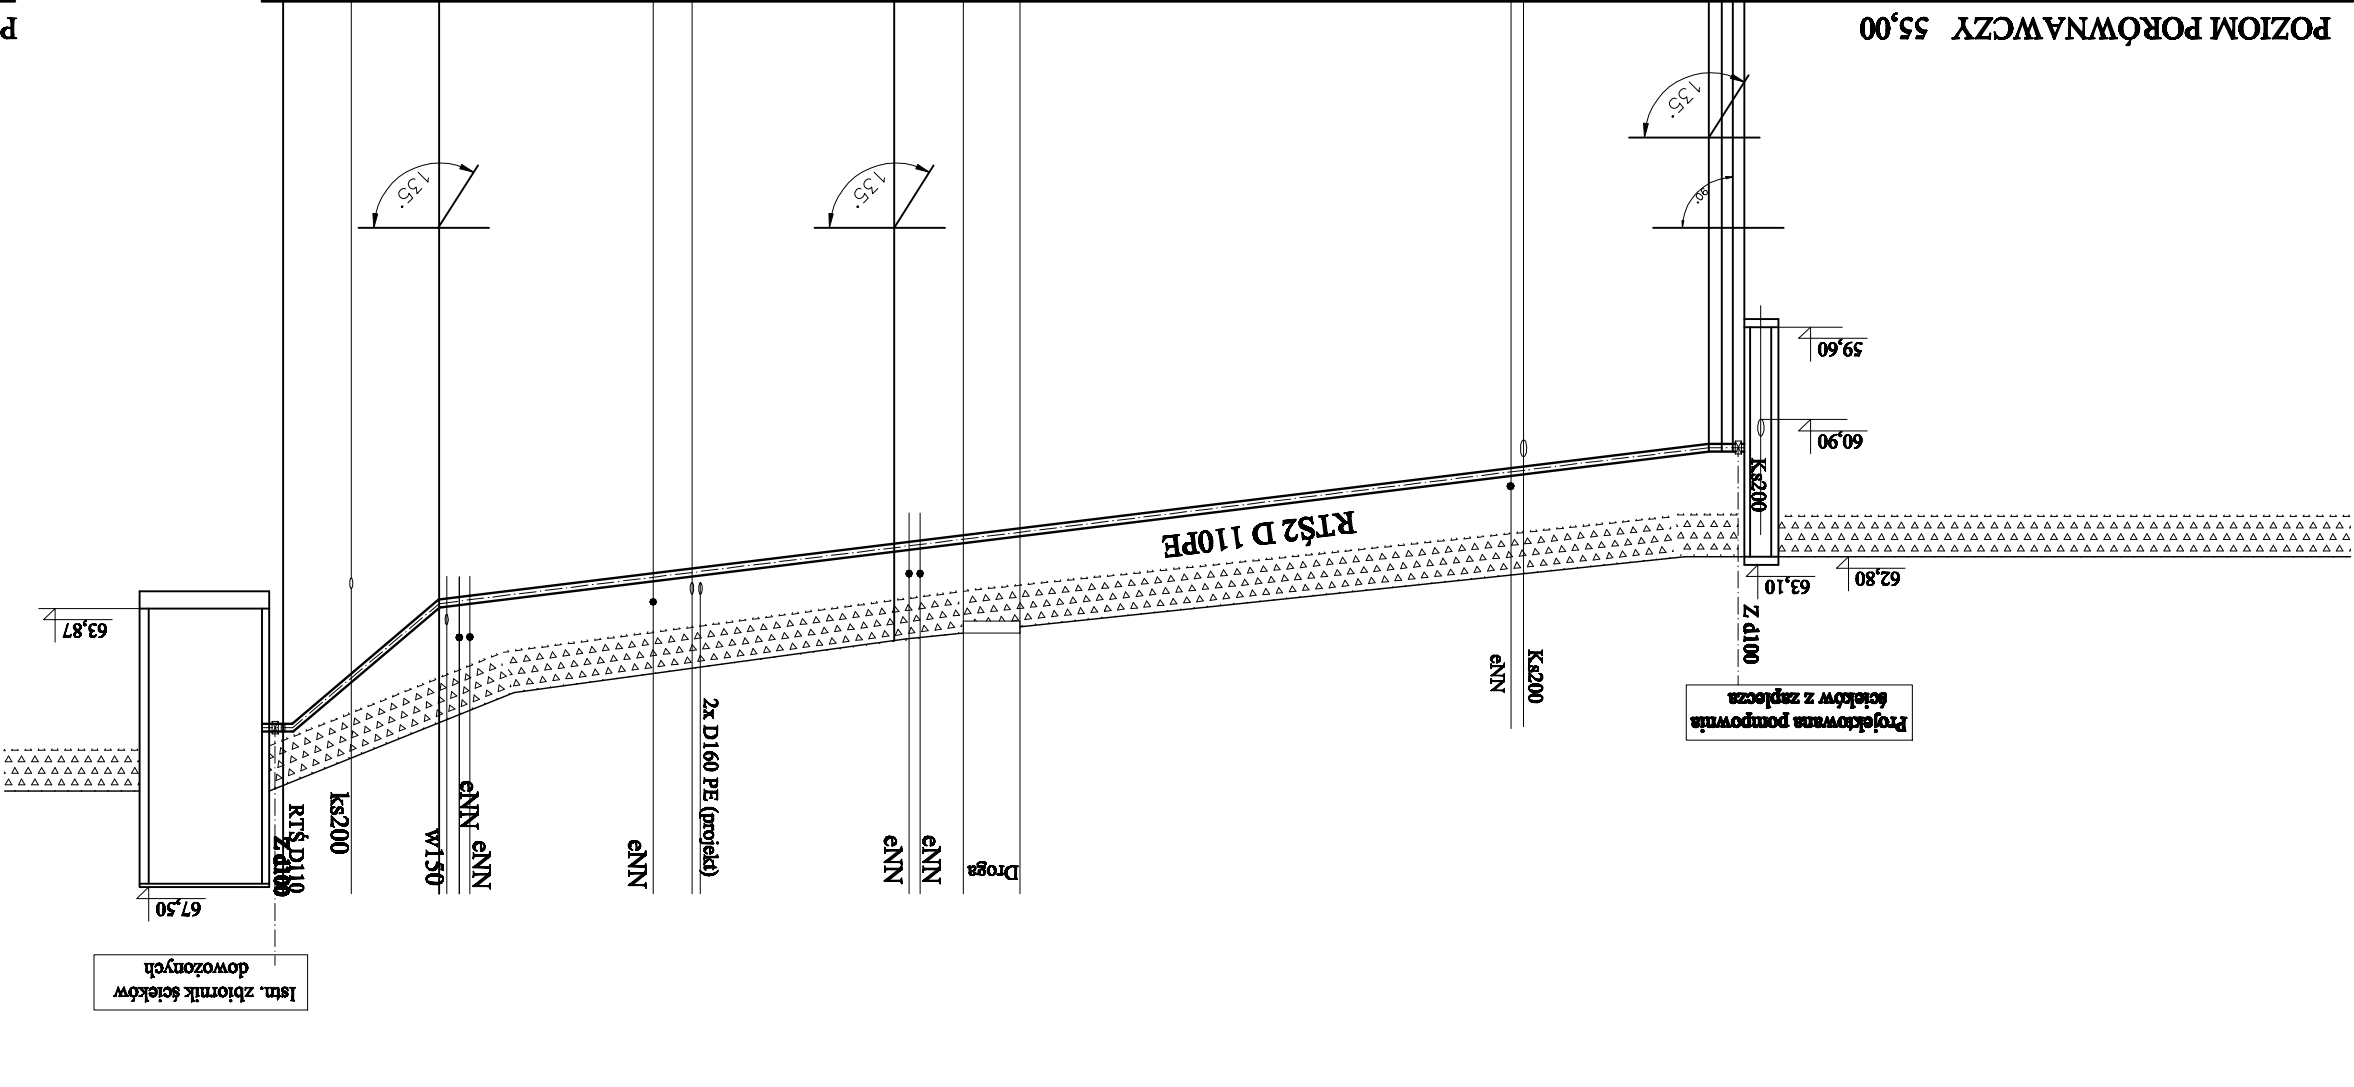 Istn. zbiornik ścieków
dowożonych
67,50
Z d100
RTŚ D110
ks200
w150
eNN
eNN
eNN
2x D160 PE (projekt)
eNN
eNN
Droga
63,87
Projektowana pompownia
ścieków z zaplecza
Z d100
eNN
Ks200
63,10
62,80
RTŚ2 D 110PE
Ks200
60,90
59,60
90°
135°
135°
135°
POZIOM PORÓWNAWCZY 55,00
P